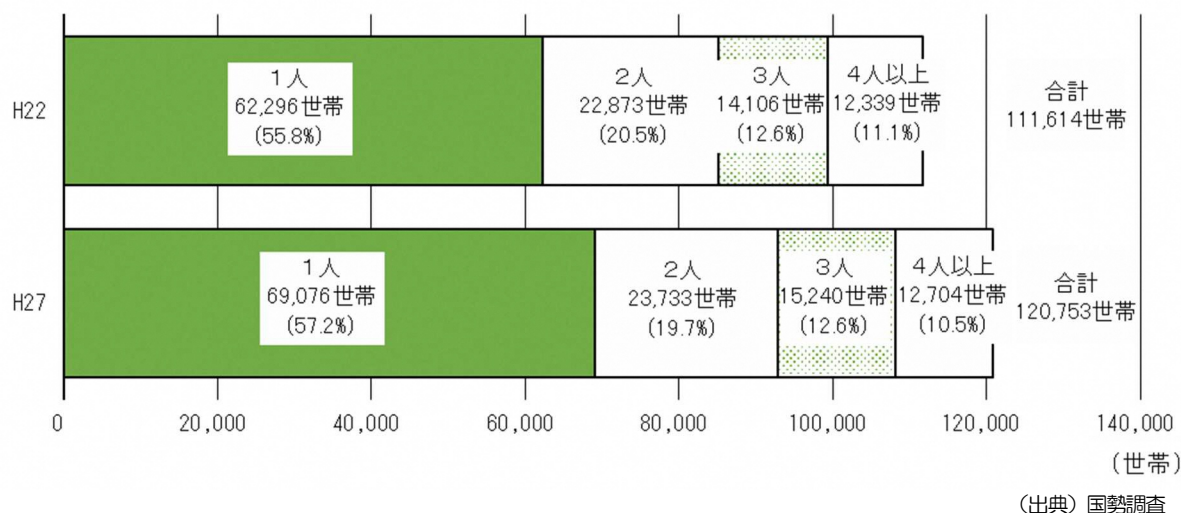 H22
１人
62,296世帯
(55.8%)
２人
22,873世帯
(20.5%)
３人
14,106世帯
(12.6%)
４人以上
12,339世帯
(11.1%)
合計
111,614世帯
H27
１人
69,076世帯
(57.2%)
２人
23,733世帯
(19.7%)
３人
15,240世帯
(12.6%)
４人以上
12,704世帯
(10.5%)
合計
120,753世帯
0 20,000 40,000 60,000 80,000 100,000 120,000 140,000
（世帯）
（出典）国勢調査